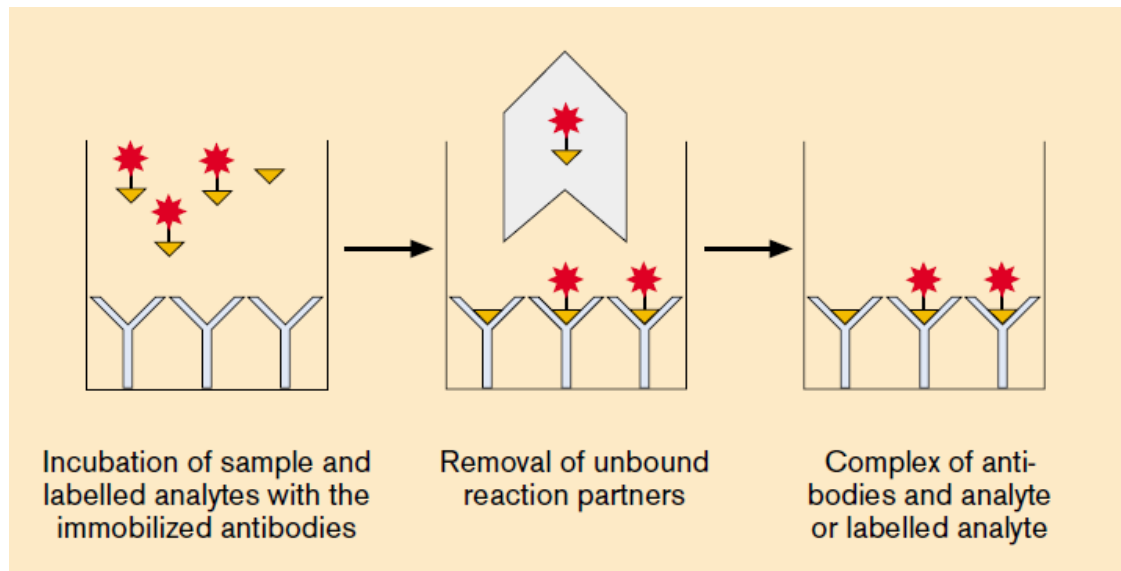 Incubation of sample and
labelled analytes with the
immobilized antibodies
Removal of unbound
reaction partners
Complex of anti-
bodies and analyte
or labelled analyte